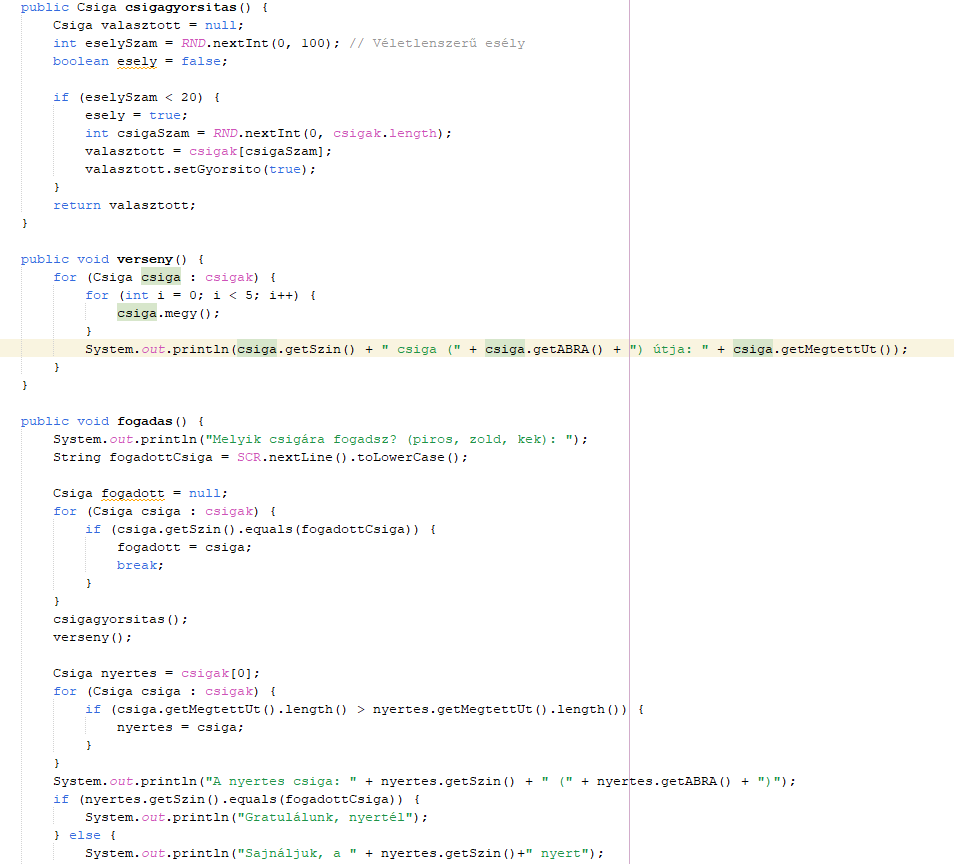 public Csiga csigagyorsitas() {
    Csiga valasztott = null;
    int eselySzam = RND.nextInt(0, 100); // Véletlenszerű esély
    boolean esely = false;

    if (eselySzam < 20) {
        esely = true;
        int csigaSzam = RND.nextInt(0, csigak.length);
        valasztott = csigak[csigaSzam];
        valasztott.setGyorsito(true);
    }
    return valasztott;
}

public void verseny() {
    for (Csiga csiga : csigak) {
        for (int i = 0; i < 5; i++) {
            csiga.megy();
        }
        System.out.println(csiga.getSzin() + " csiga (" + csiga.getABRA() + ") útja: " + csiga.getMegtettUt());
    }
}

public void fogadas() {
    System.out.println("Melyik csigára fogadsz? (piros, zold, kek): ");
    String fogadottCsiga = SCR.nextLine().toLowerCase();

    Csiga fogadott = null;
    for (Csiga csiga : csigak) {
        if (csiga.getSzin().equals(fogadottCsiga)) {
            fogadott = csiga;
            break;
        }
    }
    csigagyorsitas();
    verseny();

    Csiga nyertes = csigak[0];
    for (Csiga csiga : csigak) {
        if (csiga.getMegtettUt().length() > nyertes.getMegtettUt().length()) {
            nyertes = csiga;
        }
    }
    System.out.println("A nyertes csiga: " + nyertes.getSzin() + " (" + nyertes.getABRA() + ")");
    if (nyertes.getSzin().equals(fogadottCsiga)) {
        System.out.println("Gratulálunk, nyertél");
    } else {
        System.out.println("Sajnáljuk, a " + nyertes.getSzin()+" nyert");